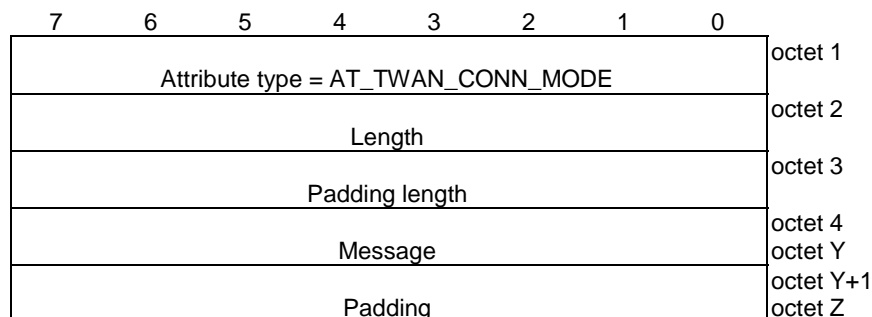 7 6 5 4 3 2 1 0
octet 1
Attribute type = AT_TWAN_CONN_MODE
octet 2
Length
octet 3
Padding length
octet 4
Message octet Y
octet Y+1
Padding octet Z